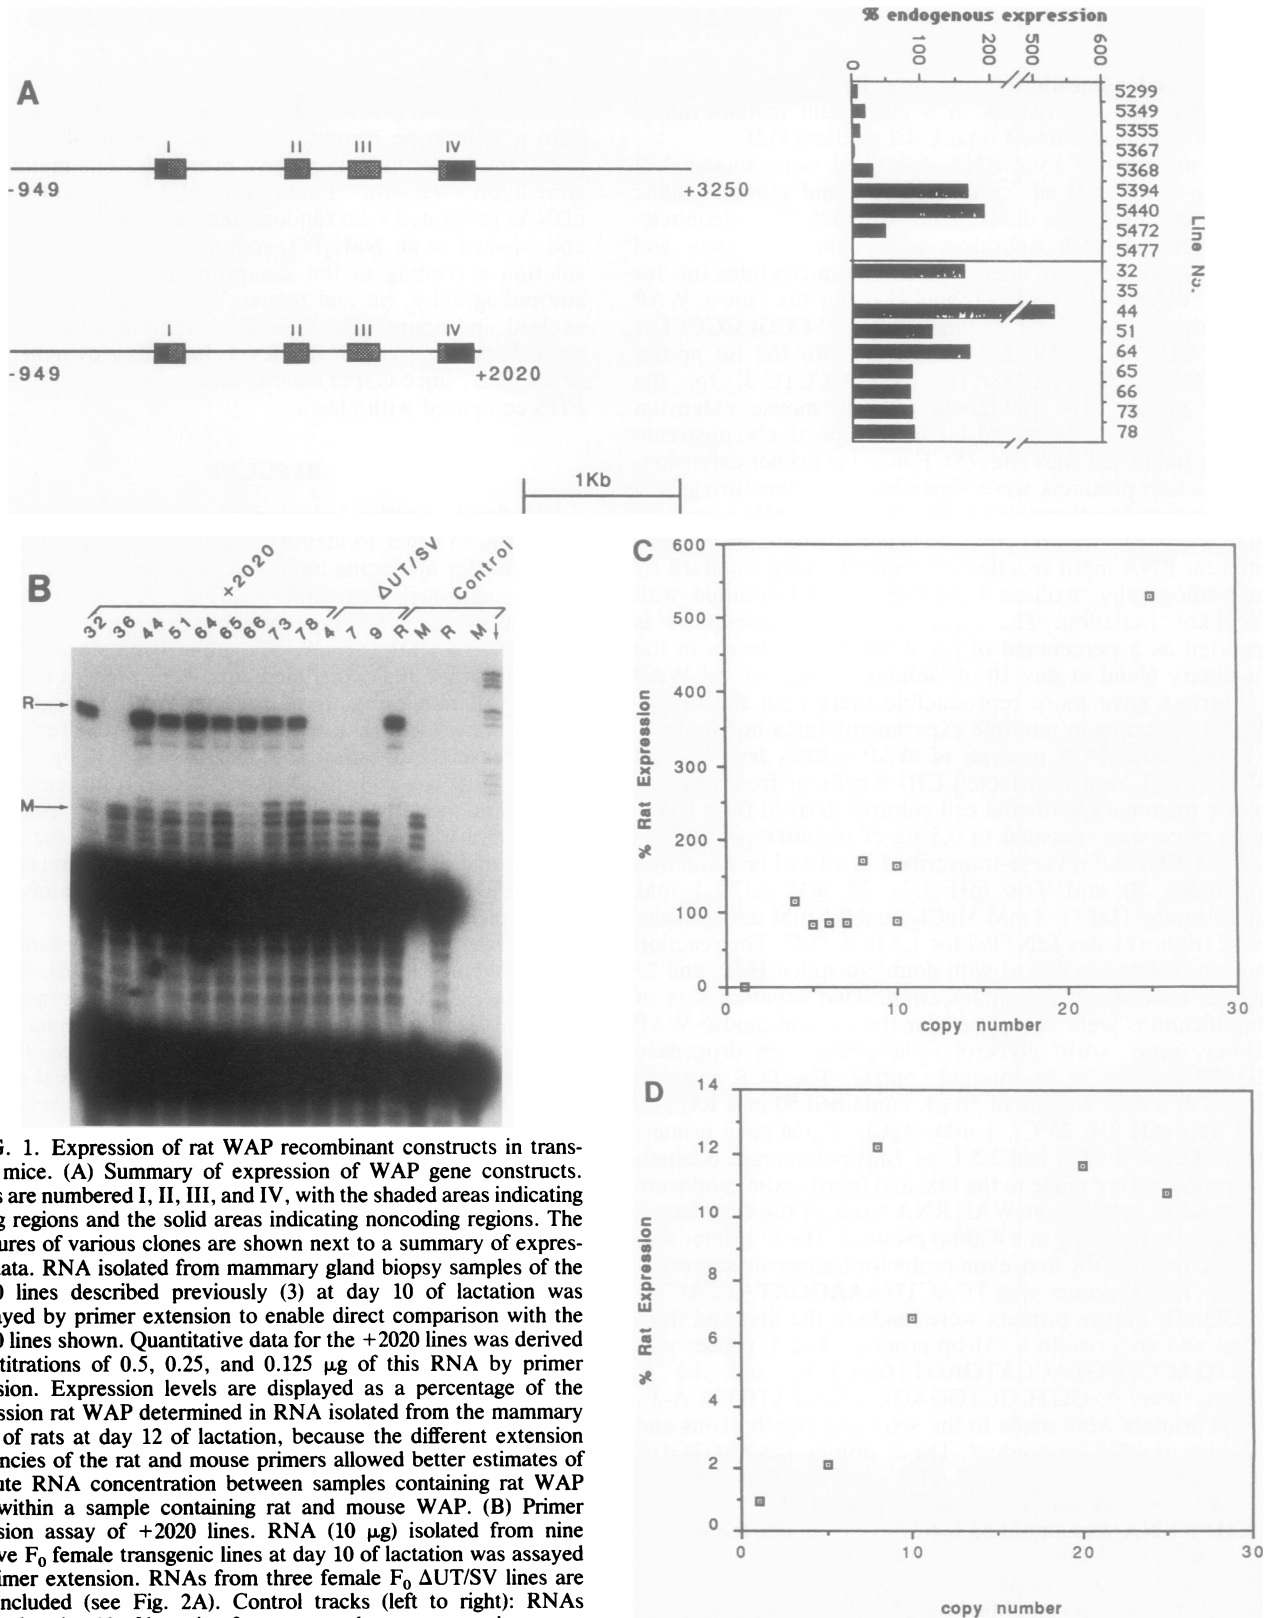 % endogenous expression
0 100 200 500 600
A
I II III IV
-949 +3250
I II III IV
-949 +2020
1Kb
5299
5349
5355
5367
5368
5394
5440
5472
5477
32
35
44
51
64
65
66
73
78
Line No.
B
+2020 ΔUT/SV Control
32 36 44 51 64 65 66 73 78 4 7 9 R M R M ↓
R→
M→
C
% Rat Expression
600
500
400
300
200
100
0
0 10 20 30
copy number
D
% Rat Expression
14
12
10
8
6
4
2
0
0 10 20 30
copy number
G. 1. Expression of rat WAP recombinant constructs in trans-
mice. (A) Summary of expression of WAP gene constructs.
s are numbered I, II, III, and IV, with the shaded areas indicating
g regions and the solid areas indicating noncoding regions. The
ures of various clones are shown next to a summary of expres-
ata. RNA isolated from mammary gland biopsy samples of the
0 lines described previously (3) at day 10 of lactation was
ayed by primer extension to enable direct comparison with the
0 lines shown. Quantitative data for the +2020 lines was derived
titrations of 0.5, 0.25, and 0.125 μg of this RNA by primer
sion. Expression levels are displayed as a percentage of the
ssion rat WAP determined in RNA isolated from the mammary
of rats at day 12 of lactation, because the different extension
ncies of the rat and mouse primers allowed better estimates of
ute RNA concentration between samples containing rat WAP
within a sample containing rat and mouse WAP. (B) Primer
sion assay of +2020 lines. RNA (10 μg) isolated from nine
ve F0 female transgenic lines at day 10 of lactation was assayed
imer extension. RNAs from three female F0 ΔUT/SV lines are
included (see Fig. 2A). Control tracks (left to right): RNAs